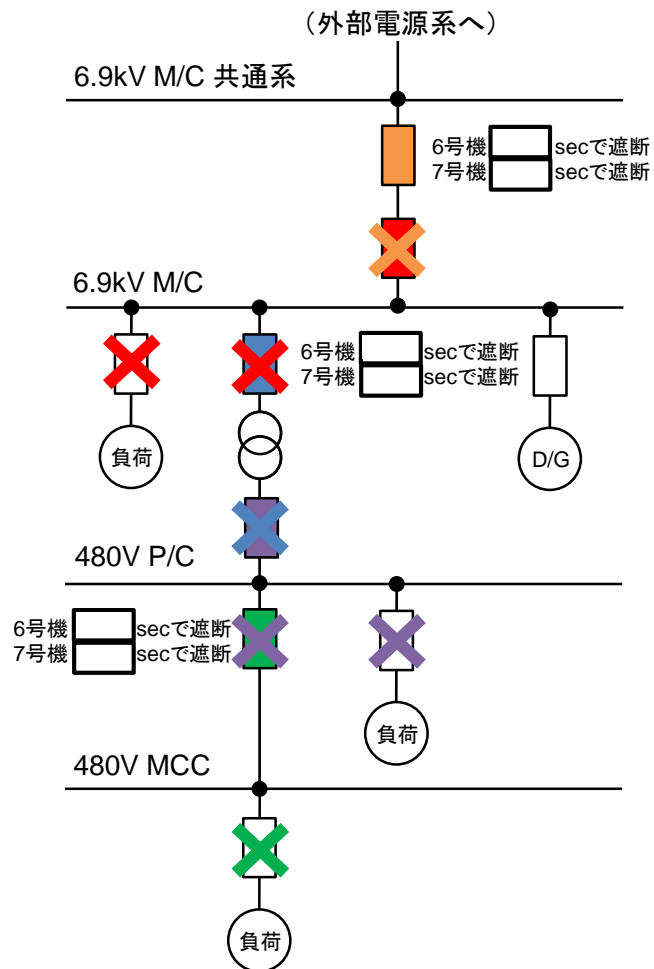 （外部電源系へ）
6.9kV M/C 共通系
6号機 secで遮断
7号機 secで遮断
6.9kV M/C
6号機 secで遮断
7号機 secで遮断
負荷
D/G
480V P/C
6号機 secで遮断
7号機 secで遮断
負荷
480V MCC
負荷